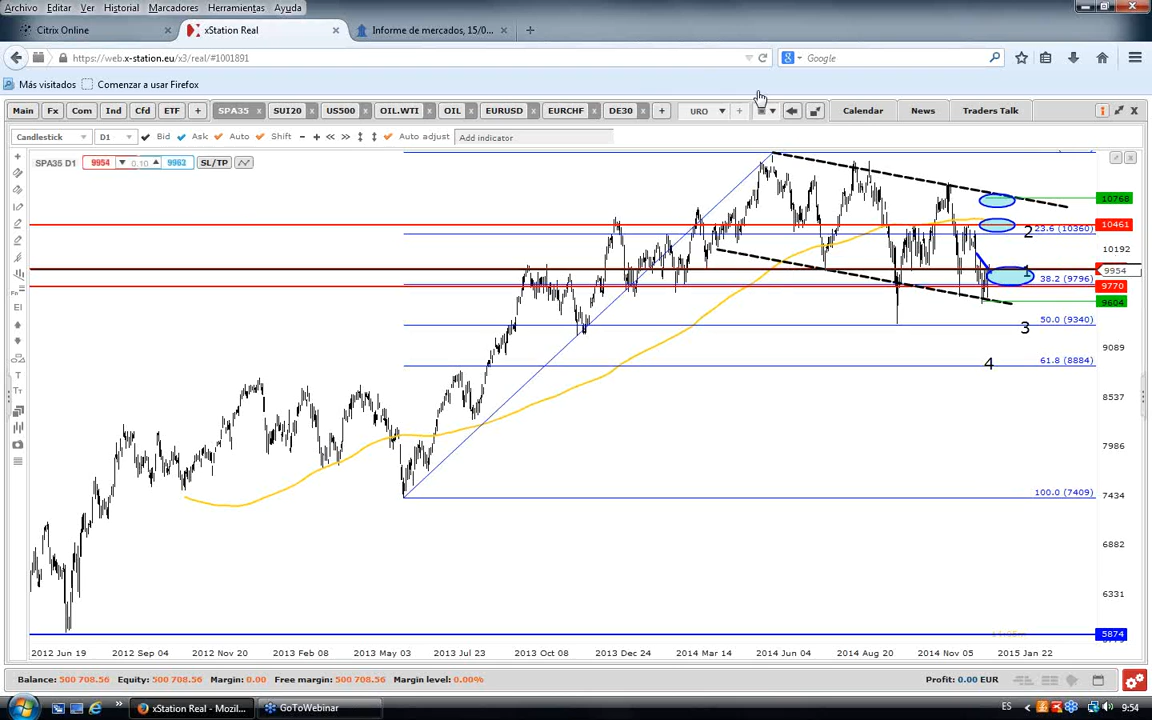 Archivo Editar Ver Historial Marcadores Herramientas Ayuda
Citrix Online xStation Real Informe de mercados, 15/0...
https://web.x-station.eu/x3/real/#1001891 Google
Más visitados Comenzar a usar Firefox
Main Fx Com Ind Cfd ETF + SPA35 SUI20 US500 OIL.WTI OIL EURUSD EURCHF DE30 + URO + Calendar News Traders Talk
Candlestick D1 Bid Ask Auto Shift Auto adjust Add indicator
SPA35 D1 9954 0.10 9962 SL/TP
10768
10461
2 23.6 (10360)
10192
1 9954
38.2 (9796)
9770
9604
50.0 (9340)
3
9089
61.8 (8884)
4
8537
7986
100.0 (7409)
7434
6882
6331
5874
2012 Jun 19 2012 Sep 04 2012 Nov 20 2013 Feb 08 2013 May 03 2013 Jul 23 2013 Oct 08 2013 Dec 24 2014 Mar 14 2014 Jun 04 2014 Aug 20 2014 Nov 05 2015 Jan 22
Balance: 500 708.56 Equity: 500 708.56 Margin: 0.00 Free margin: 500 708.56 Margin level: 0.00% Profit: 0.00 EUR
xStation Real - Mozil... GoToWebinar ES 9:54